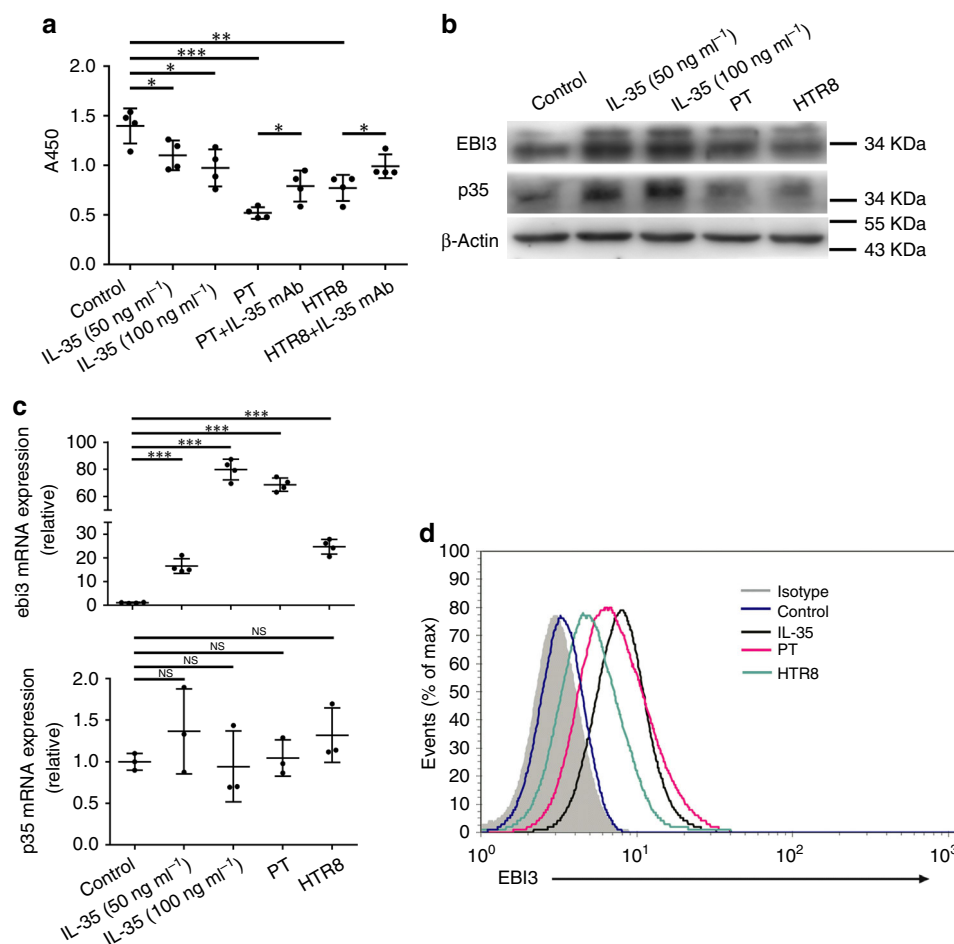 a
**
***
*
*
*
*
A450
2.0
1.5
1.0
0.5
0.0
Control
IL-35 (50 ng ml⁻¹)
IL-35 (100 ng ml⁻¹)
PT
PT+IL-35 mAb
HTR8
HTR8+IL-35 mAb
b
Control
IL-35 (50 ng ml⁻¹)
IL-35 (100 ng ml⁻¹)
PT
HTR8
EBI3
34 KDa
p35
34 KDa
55 KDa
β-Actin
43 KDa
c
***
***
***
***
ebi3 mRNA expression
(relative)
100
80
60
30
20
10
0
NS
NS
NS
NS
p35 mRNA expression
(relative)
2.0
1.5
1.0
0.5
0.0
Control
IL-35 (50 ng ml⁻¹)
IL-35 (100 ng ml⁻¹)
PT
HTR8
d
Events (% of max)
100
90
80
70
60
50
40
30
20
10
0
Isotype
Control
IL-35
PT
HTR8
10⁰
10¹
10²
10³
EBI3